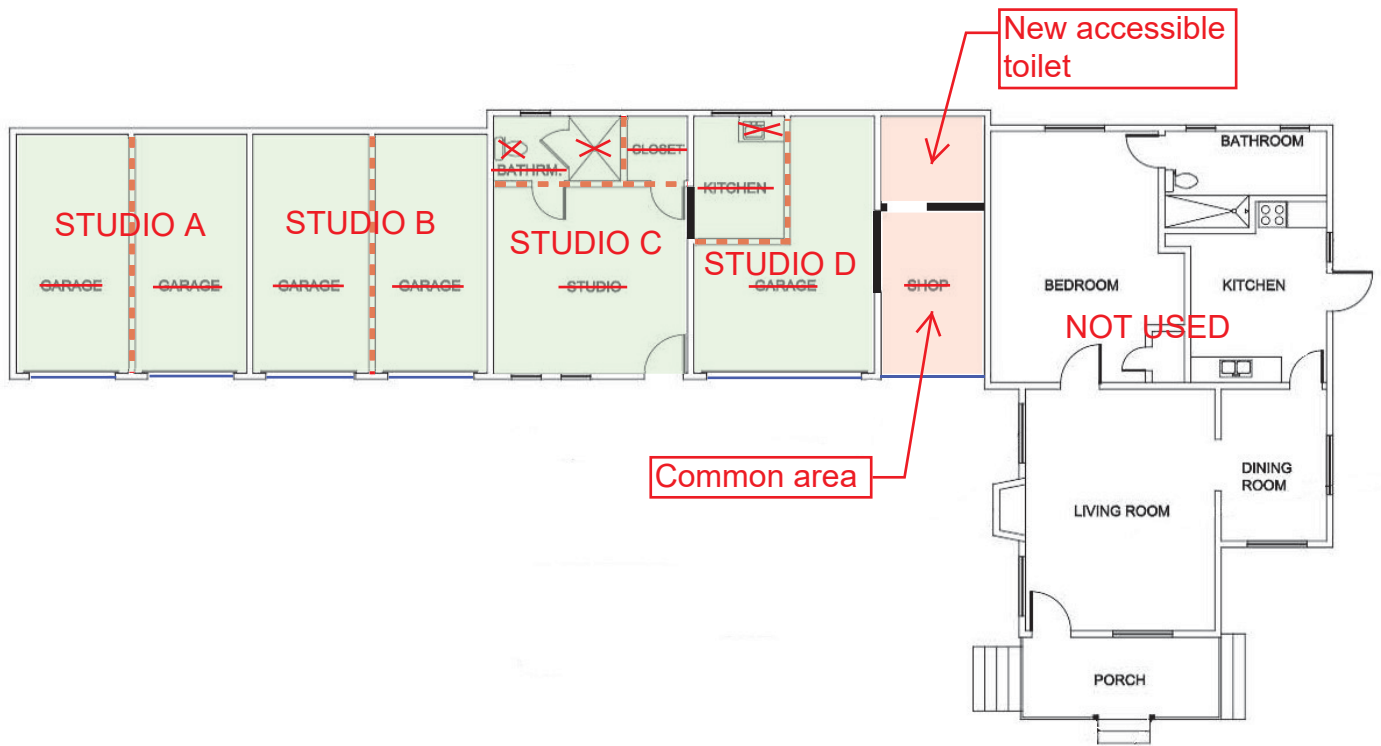 New accessible
toilet
BATHROOM
CLOSET
BATHRM.
KITCHEN
STUDIO A
STUDIO B
STUDIO C
STUDIO D
GARAGE
GARAGE
GARAGE
GARAGE
STUDIO
GARAGE
SHOP
BEDROOM
KITCHEN
NOT USED
Common area
DINING
ROOM
LIVING ROOM
PORCH